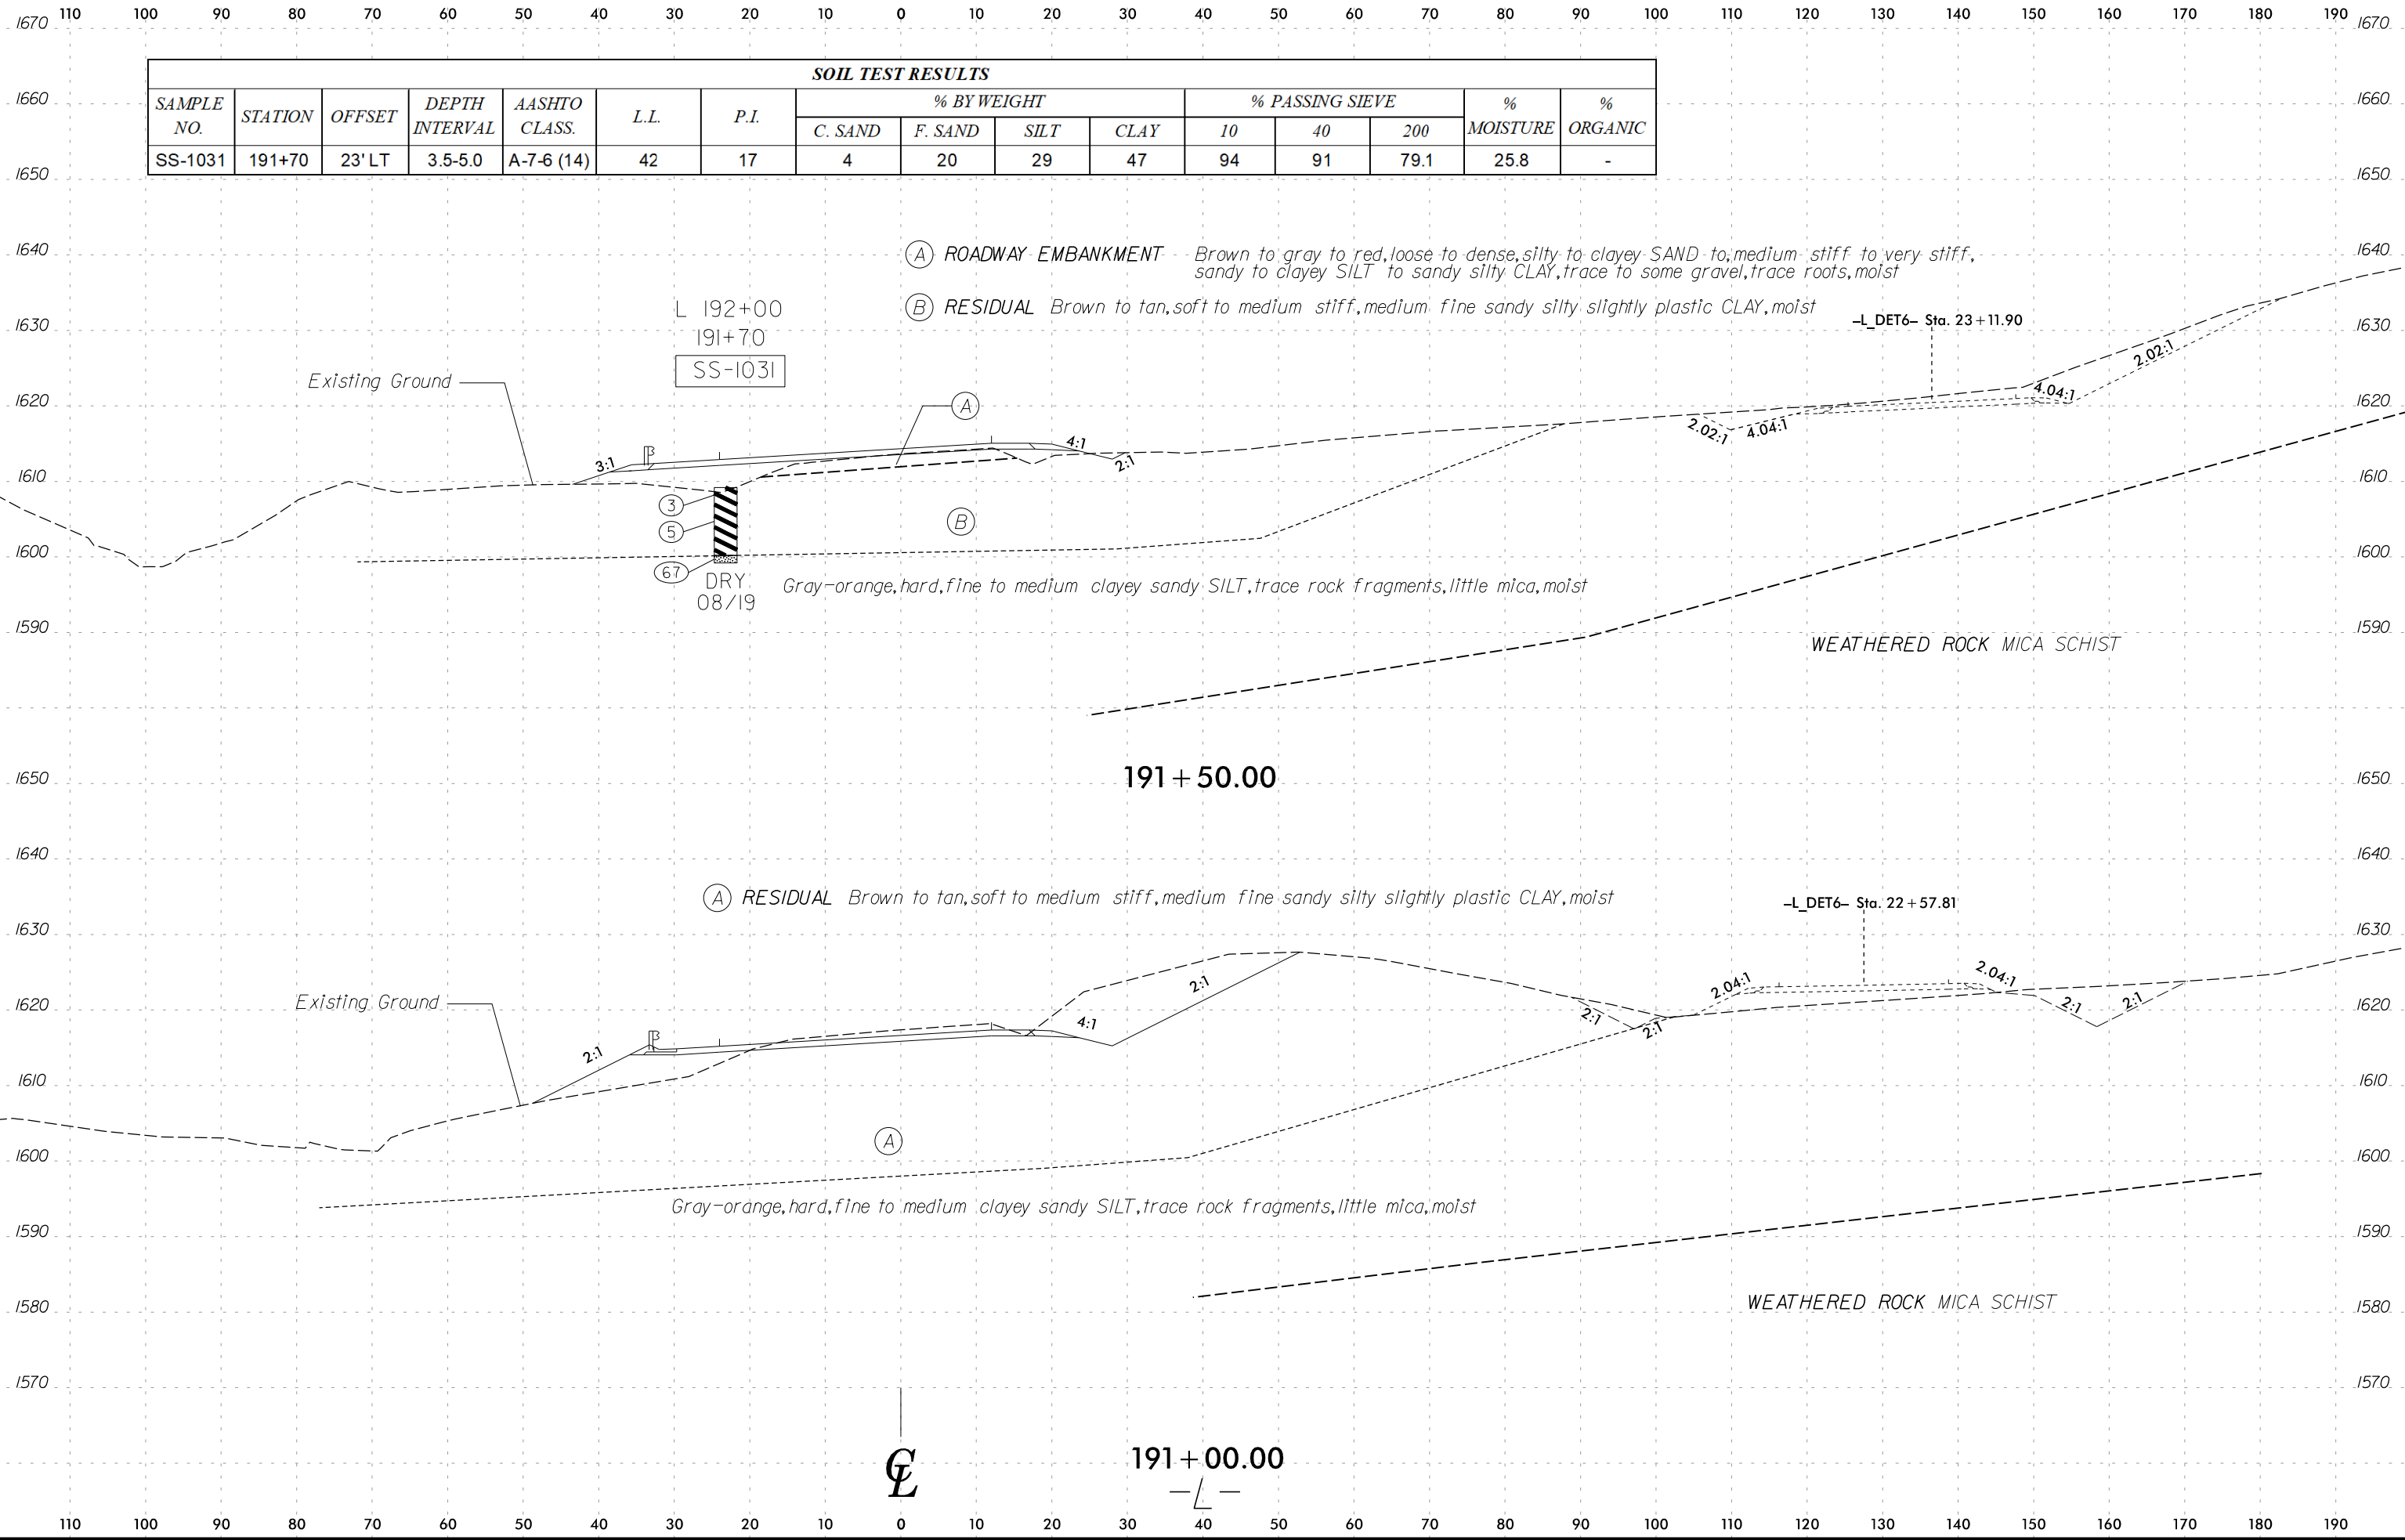 110 100 90 80 70 60 50 40 30 20 10 0 10 20 30 40 50 60 70 80 90 100 110 120 130 140 150 160 170 180 190
1670 1670
SOIL TEST RESULTS
SAMPLE NO. STATION OFFSET DEPTH INTERVAL AASHTO CLASS. L.L. P.I. % BY WEIGHT % PASSING SIEVE % MOISTURE % ORGANIC
C. SAND F. SAND SILT CLAY 10 40 200
SS-1031 191+70 23' LT 3.5-5.0 A-7-6 (14) 42 17 4 20 29 47 94 91 79.1 25.8 -
1660 1660
1650 1650
1640 1640
A ROADWAY EMBANKMENT Brown to gray to red, loose to dense, silty to clayey SAND to, medium stiff to very stiff,
sandy to clayey SILT to sandy silty CLAY, trace to some gravel, trace roots, moist
B RESIDUAL Brown to tan, soft to medium stiff, medium fine sandy silty slightly plastic CLAY, moist
L 192+00
191+70
SS-1031
-L_DET6- Sta. 23+11.90
1630 1630
2.02:1
Existing Ground
4.04:1
1620 1620
A
2.02:1 4.04:1
4:1
3:1
2:1
1610 1610
3
5
B
1600 1600
67
DRY
08/19
Gray-orange, hard, fine to medium clayey sandy SILT, trace rock fragments, little mica, moist
1590 1590
WEATHERED ROCK MICA SCHIST
191+50.00
1650 1650
1640 1640
A RESIDUAL Brown to tan, soft to medium stiff, medium fine sandy silty slightly plastic CLAY, moist
-L_DET6- Sta. 22+57.81
1630 1630
2:1
2.04:1 2.04:1
Existing Ground
1620 1620
4:1
2:1 2:1
2:1 2:1
2:1
1610 1610
A
1600 1600
Gray-orange, hard, fine to medium clayey sandy SILT, trace rock fragments, little mica, moist
1590 1590
WEATHERED ROCK MICA SCHIST
1580 1580
1570 1570
CL
191+00.00
-L-
110 100 90 80 70 60 50 40 30 20 10 0 10 20 30 40 50 60 70 80 90 100 110 120 130 140 150 160 170 180 190